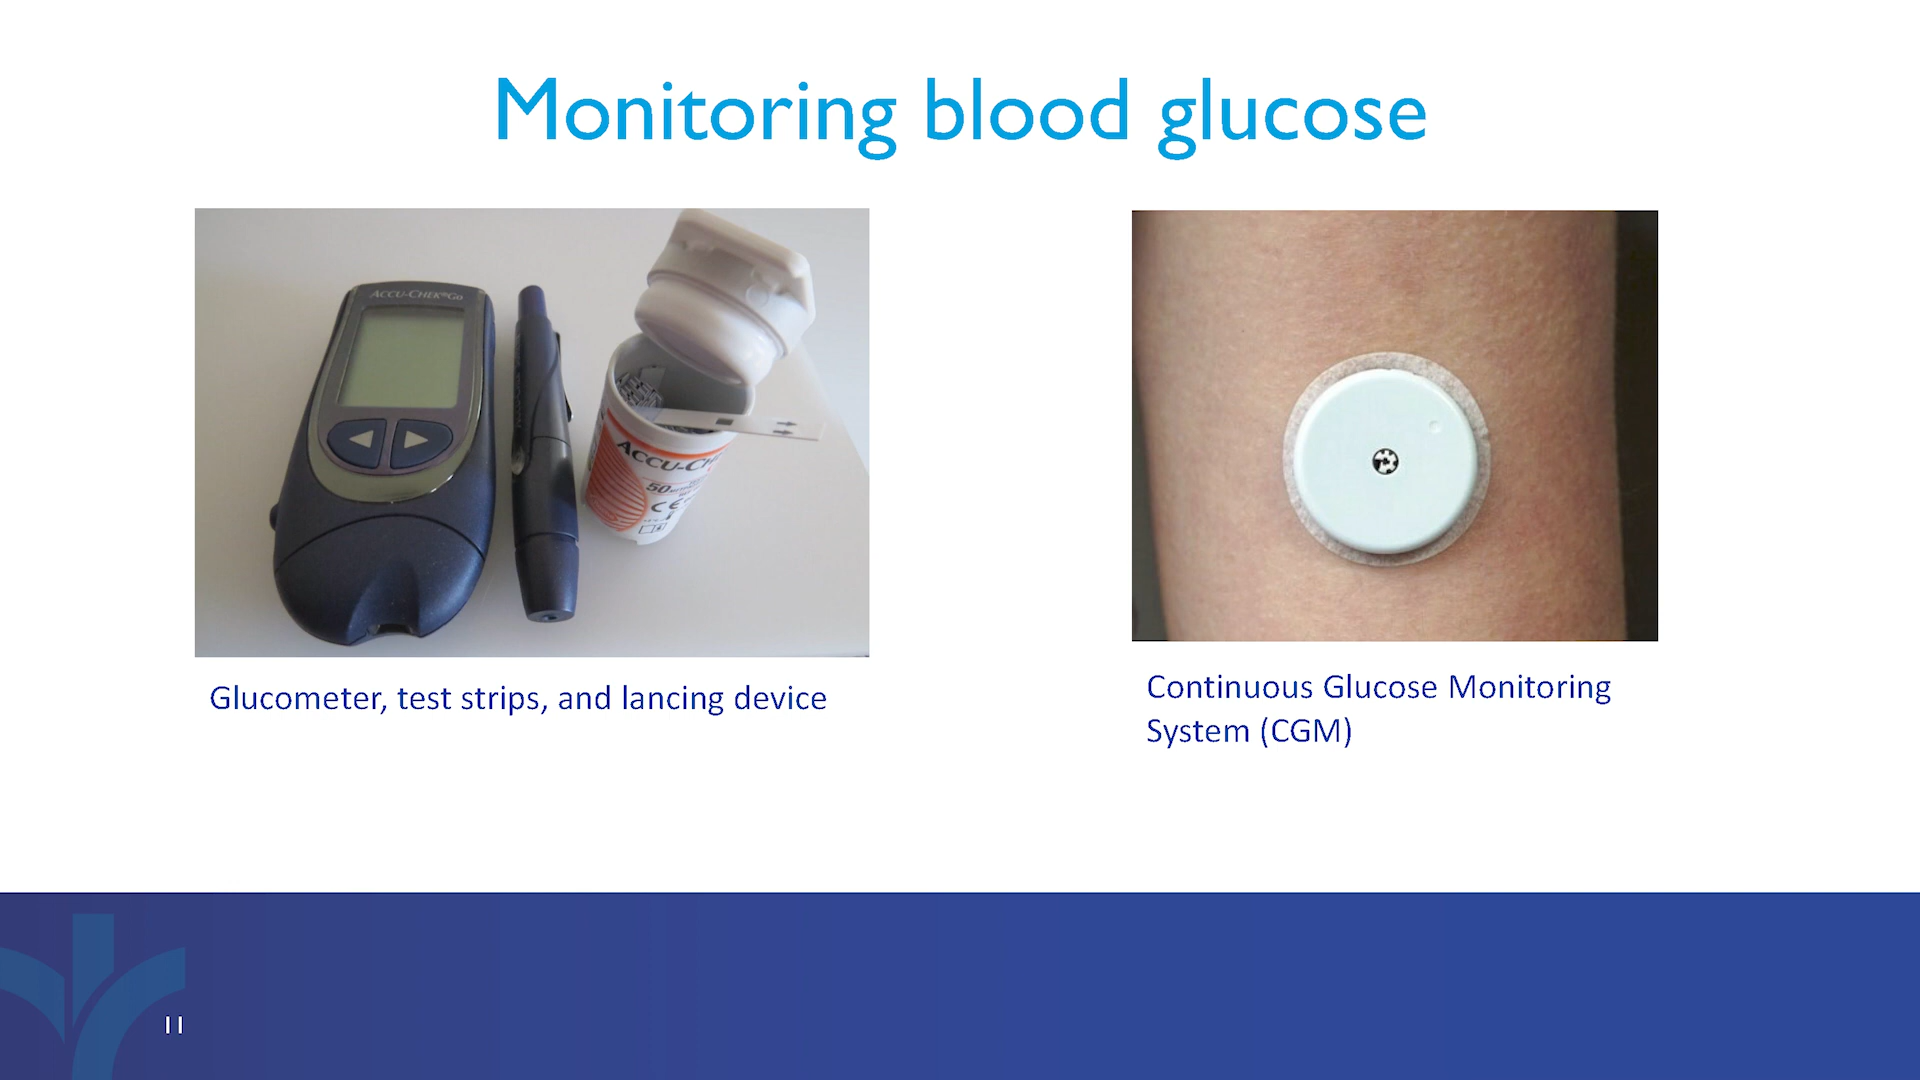 Monitoring blood glucose
ACCU-CHEK®Go
ACCU-CH
50
CE
Glucometer, test strips, and lancing device
Continuous Glucose Monitoring
System (CGM)
11